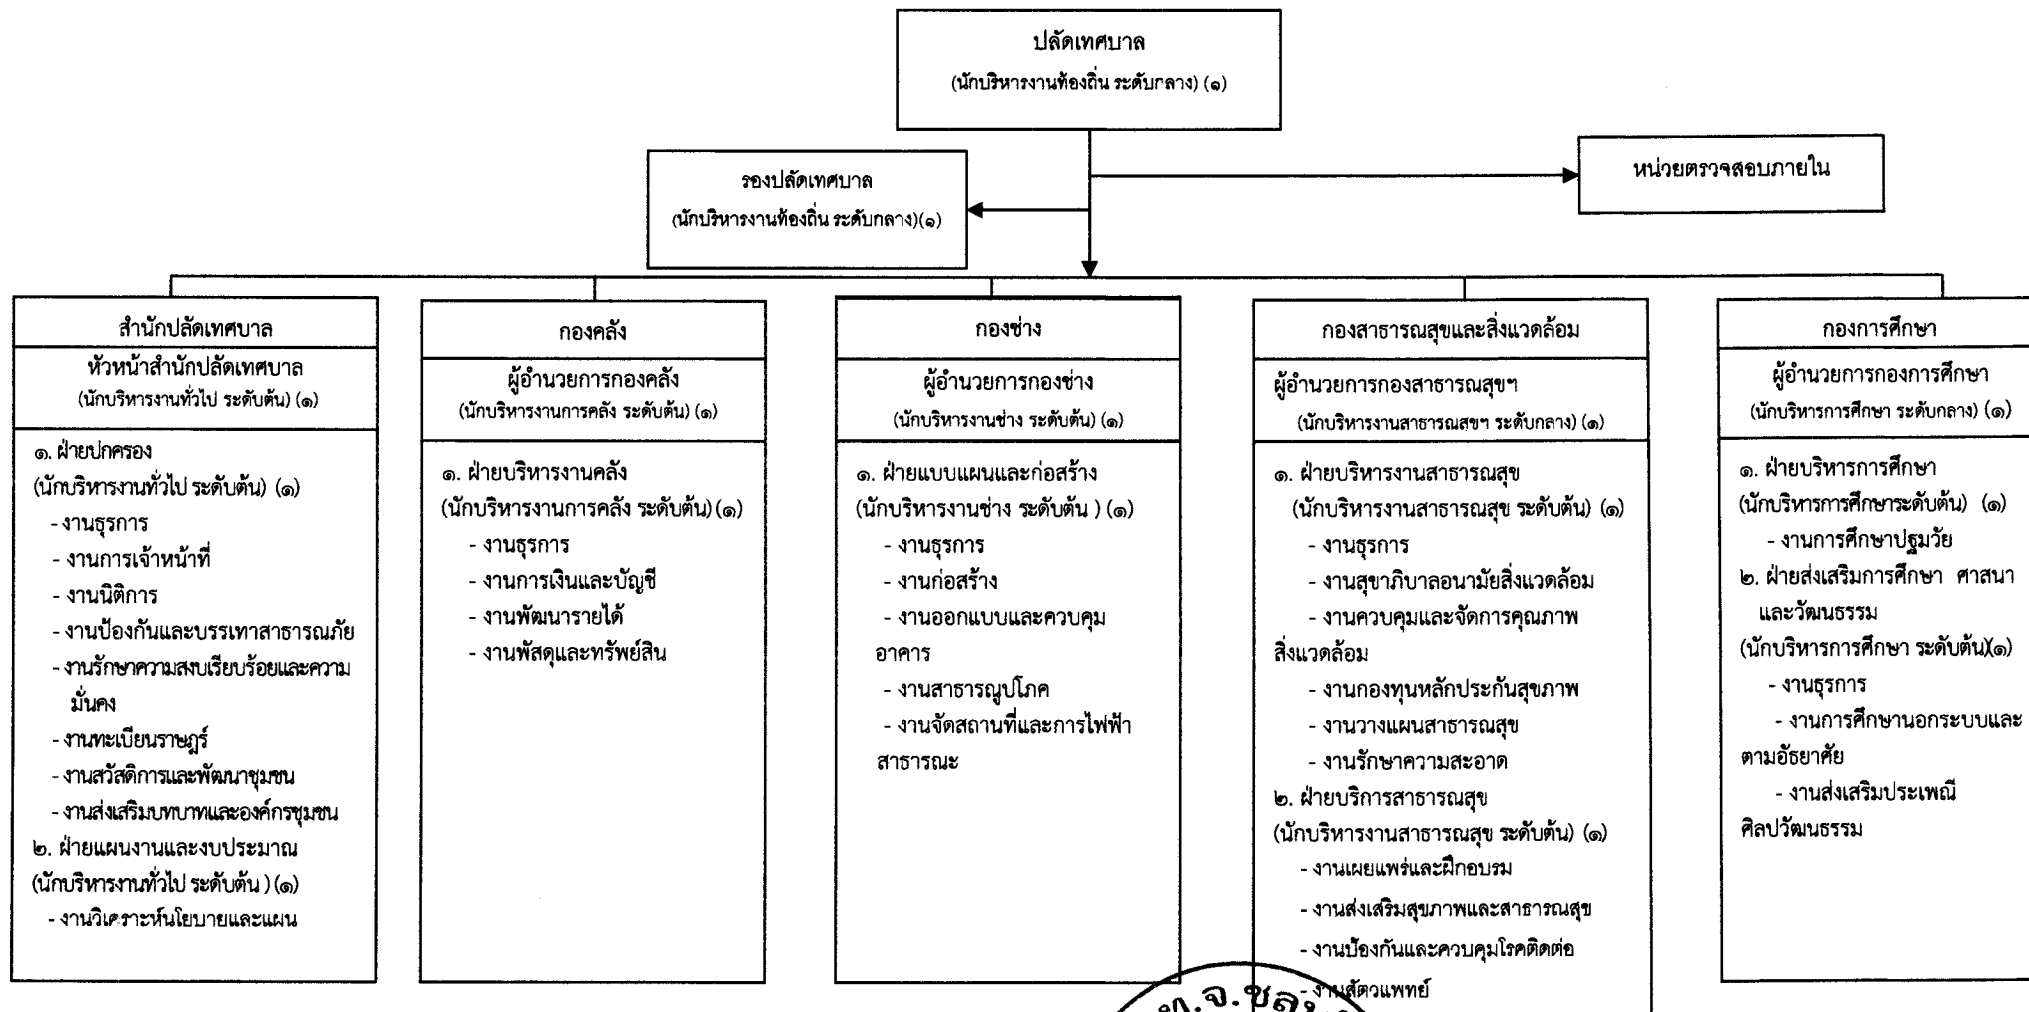 ปลัดเทศบาล
(นักบริหารงานท้องถิ่น ระดับกลาง) (๑)
รองปลัดเทศบาล
(นักบริหารงานท้องถิ่น ระดับกลาง)(๑)
หน่วยตรวจสอบภายใน
สำนักปลัดเทศบาล
หัวหน้าสำนักปลัดเทศบาล
(นักบริหารงานทั่วไป ระดับต้น) (๑)
๑. ฝ่ายปกครอง
(นักบริหารงานทั่วไป ระดับต้น) (๑)
- งานธุรการ
- งานการเจ้าหน้าที่
- งานนิติการ
- งานป้องกันและบรรเทาสาธารณภัย
- งานรักษาความสงบเรียบร้อยและความ
มั่นคง
- งานทะเบียนราษฎร์
- งานสวัสดิการและพัฒนาชุมชน
- งานส่งเสริมบทบาทและองค์กรชุมชน
๒. ฝ่ายแผนงานและงบประมาณ
(นักบริหารงานทั่วไป ระดับต้น ) (๑)
- งานวิเคราะห์นโยบายและแผน
กองคลัง
ผู้อำนวยการกองคลัง
(นักบริหารงานการคลัง ระดับต้น) (๑)
๑. ฝ่ายบริหารงานคลัง
(นักบริหารงานการคลัง ระดับต้น) (๑)
- งานธุรการ
- งานการเงินและบัญชี
- งานพัฒนารายได้
- งานพัสดุและทรัพย์สิน
กองช่าง
ผู้อำนวยการกองช่าง
(นักบริหารงานช่าง ระดับต้น) (๑)
๑. ฝ่ายแบบแผนและก่อสร้าง
(นักบริหารงานช่าง ระดับต้น ) (๑)
- งานธุรการ
- งานก่อสร้าง
- งานออกแบบและควบคุม
อาคาร
- งานสาธารณูปโภค
- งานจัดสถานที่และการไฟฟ้า
สาธารณะ
กองสาธารณสุขและสิ่งแวดล้อม
ผู้อำนวยการกองสาธารณสุขฯ
(นักบริหารงานสาธารณสุขฯ ระดับกลาง) (๑)
๑. ฝ่ายบริหารงานสาธารณสุข
(นักบริหารงานสาธารณสุข ระดับต้น) (๑)
- งานธุรการ
- งานสุขาภิบาลอนามัยสิ่งแวดล้อม
- งานควบคุมและจัดการคุณภาพ
สิ่งแวดล้อม
- งานกองทุนหลักประกันสุขภาพ
- งานวางแผนสาธารณสุข
- งานรักษาความสะอาด
๒. ฝ่ายบริการสาธารณสุข
(นักบริหารงานสาธารณสุข ระดับต้น) (๑)
- งานเผยแพร่และฝึกอบรม
- งานส่งเสริมสุขภาพและสาธารณสุข
- งานป้องกันและควบคุมโรคติดต่อ
- งานสัตวแพทย์
กองการศึกษา
ผู้อำนวยการกองการศึกษา
(นักบริหารการศึกษา ระดับกลาง) (๑)
๑. ฝ่ายบริหารการศึกษา
(นักบริหารการศึกษาระดับต้น) (๑)
- งานการศึกษาปฐมวัย
๒. ฝ่ายส่งเสริมการศึกษา ศาสนา
และวัฒนธรรม
(นักบริหารการศึกษา ระดับต้น)(๑)
- งานธุรการ
- งานการศึกษานอกระบบและ
ตามอัธยาศัย
- งานส่งเสริมประเพณี
ศิลปวัฒนธรรม